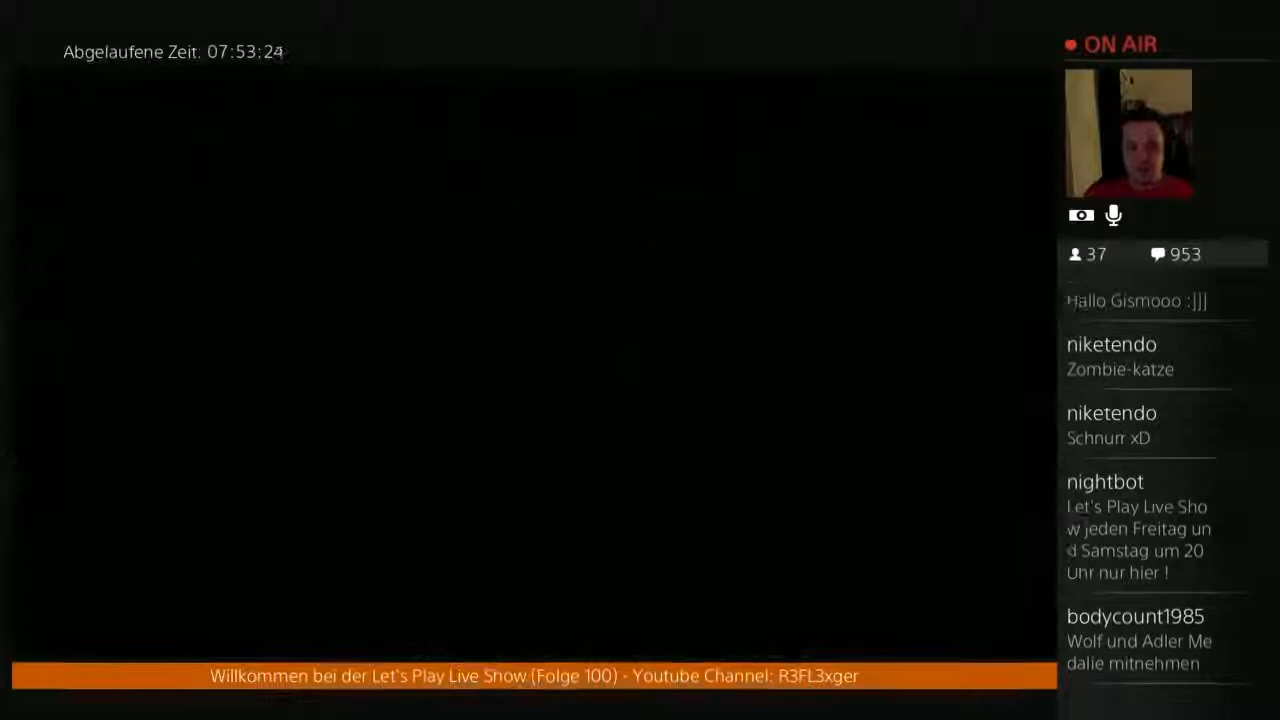 Abgelaufene Zeit: 07:53:24
ON AIR
37 953
Hallo Gismooo :]]]
niketendo
Zombie-katze
niketendo
Schnurr xD
nightbot
Let's Play Live Sho
w jeden Freitag un
d Samstag um 20
Uhr nur hier !
bodycount1985
Wolf und Adler Me
dalie mitnehmen
Willkommen bei der Let's Play Live Show (Folge 100) - Youtube Channel: R3FL3xger